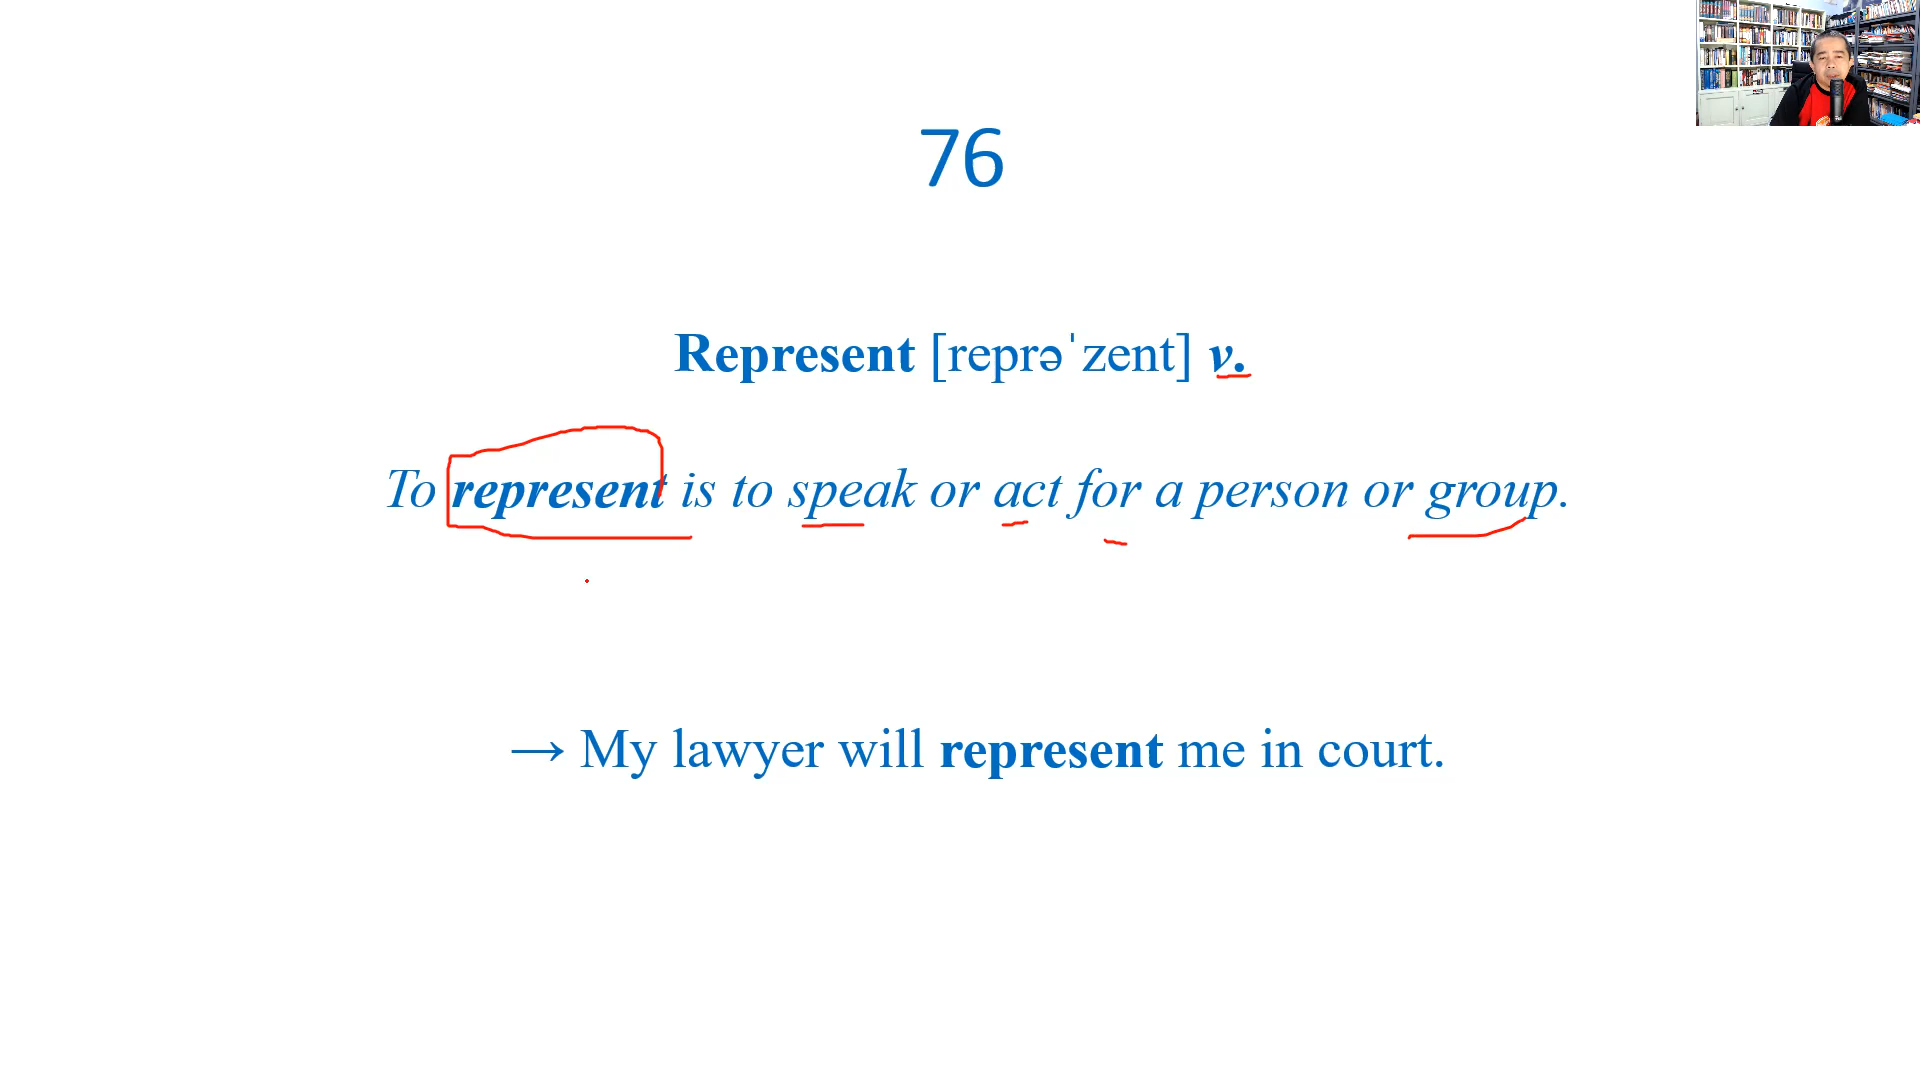 76
Represent [reprəˈzent] v.
To represent is to speak or act for a person or group.
→ My lawyer will represent me in court.